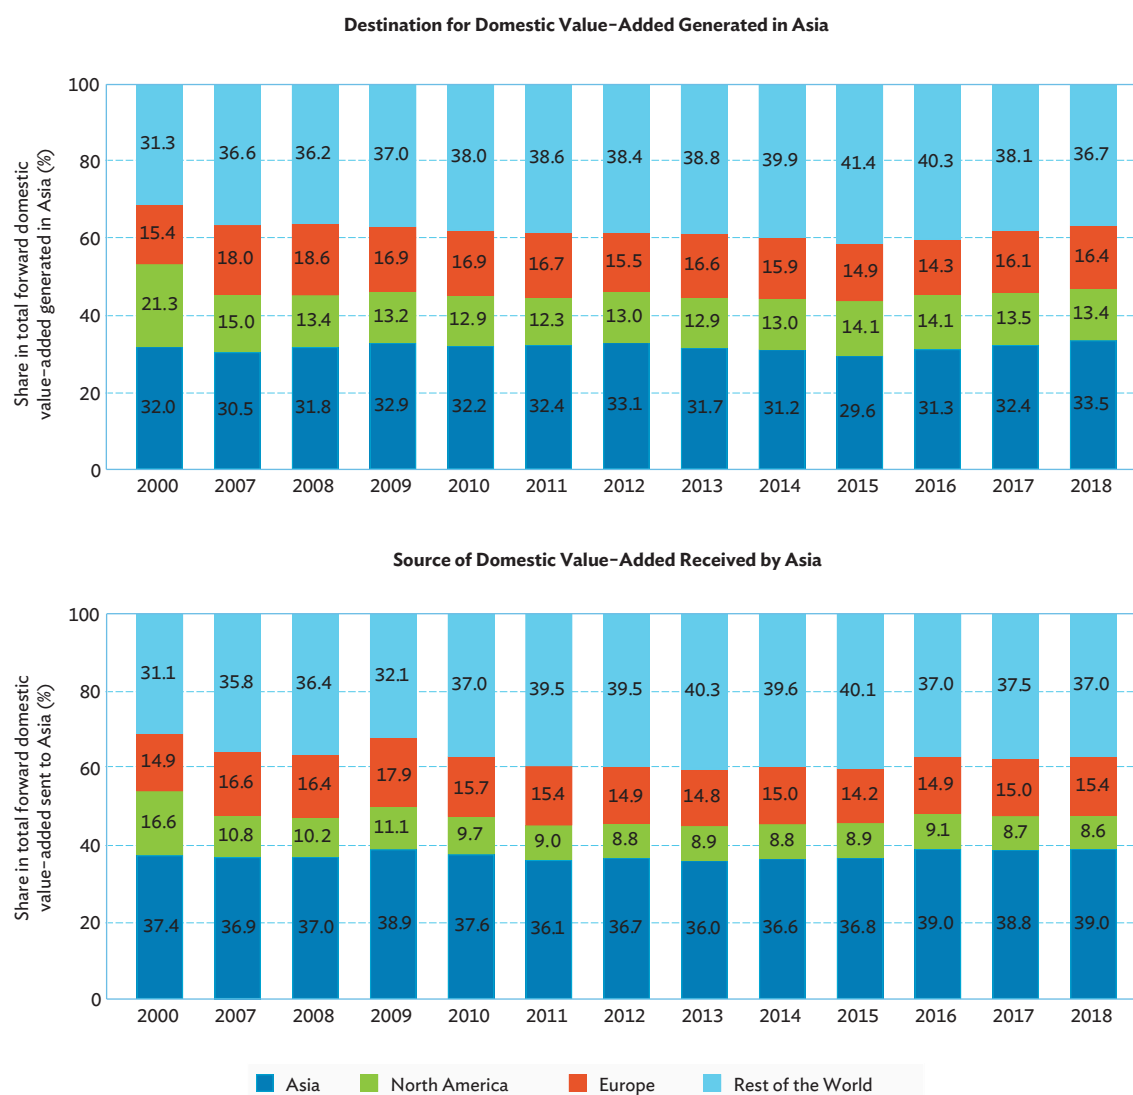 Destination for Domestic Value–Added Generated in Asia
Share in total forward domestic
value–added generated in Asia (%)
100
80
60
40
20
0
31.3 36.6 36.2 37.0 38.0 38.6 38.4 38.8 39.9 41.4 40.3 38.1 36.7
15.4 18.0 18.6 16.9 16.9 16.7 15.5 16.6 15.9 14.9 14.3 16.1 16.4
21.3 15.0 13.4 13.2 12.9 12.3 13.0 12.9 13.0 14.1 14.1 13.5 13.4
32.0 30.5 31.8 32.9 32.2 32.4 33.1 31.7 31.2 29.6 31.3 32.4 33.5
2000 2007 2008 2009 2010 2011 2012 2013 2014 2015 2016 2017 2018
Source of Domestic Value–Added Received by Asia
Share in total forward domestic
value–added sent to Asia (%)
100
80
60
40
20
0
31.1 35.8 36.4 32.1 37.0 39.5 39.5 40.3 39.6 40.1 37.0 37.5 37.0
14.9 16.6 16.4 17.9 15.7 15.4 14.9 14.8 15.0 14.2 14.9 15.0 15.4
16.6 10.8 10.2 11.1 9.7 9.0 8.8 8.9 8.8 8.9 9.1 8.7 8.6
37.4 36.9 37.0 38.9 37.6 36.1 36.7 36.0 36.6 36.8 39.0 38.8 39.0
2000 2007 2008 2009 2010 2011 2012 2013 2014 2015 2016 2017 2018
Asia North America Europe Rest of the World